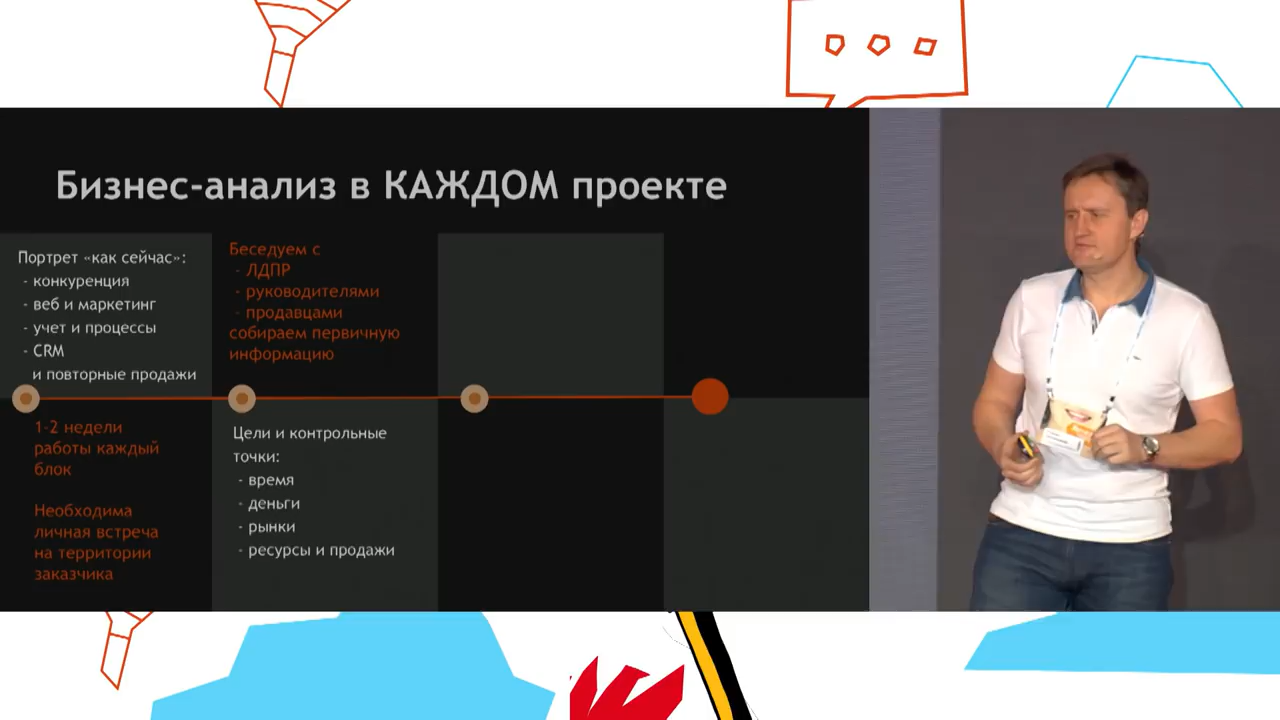 Бизнес-анализ в КАЖДОМ проекте
Портрет «как сейчас»:
- конкуренция
- веб и маркетинг
- учет и процессы
- CRM
и повторные продажи
1-2 недели
работы каждый
блок
Необходима
личная встреча
на территории
заказчика
Беседуем с
- ЛДПР
- руководителями
- продавцами
собираем первичную
информацию
Цели и контрольные
точки:
- время
- деньги
- рынки
- ресурсы и продажи